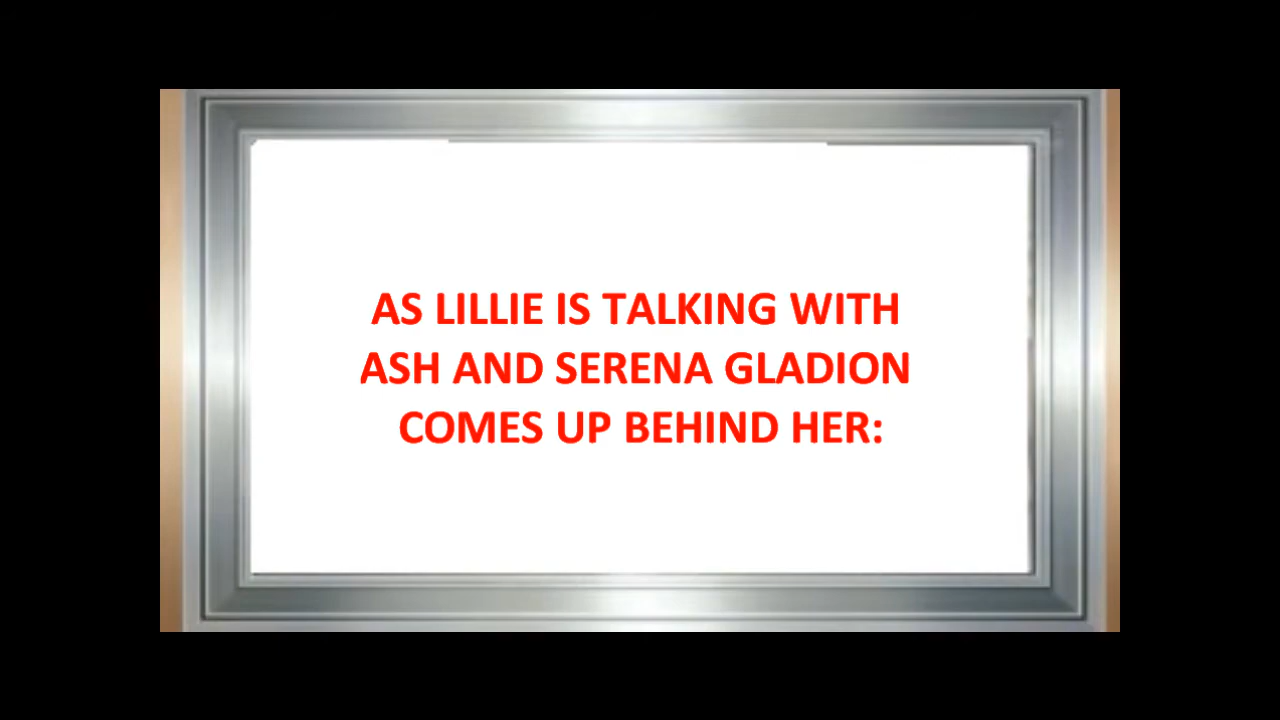 AS LILLIE IS TALKING WITH
ASH AND SERENA GLADION
COMES UP BEHIND HER: